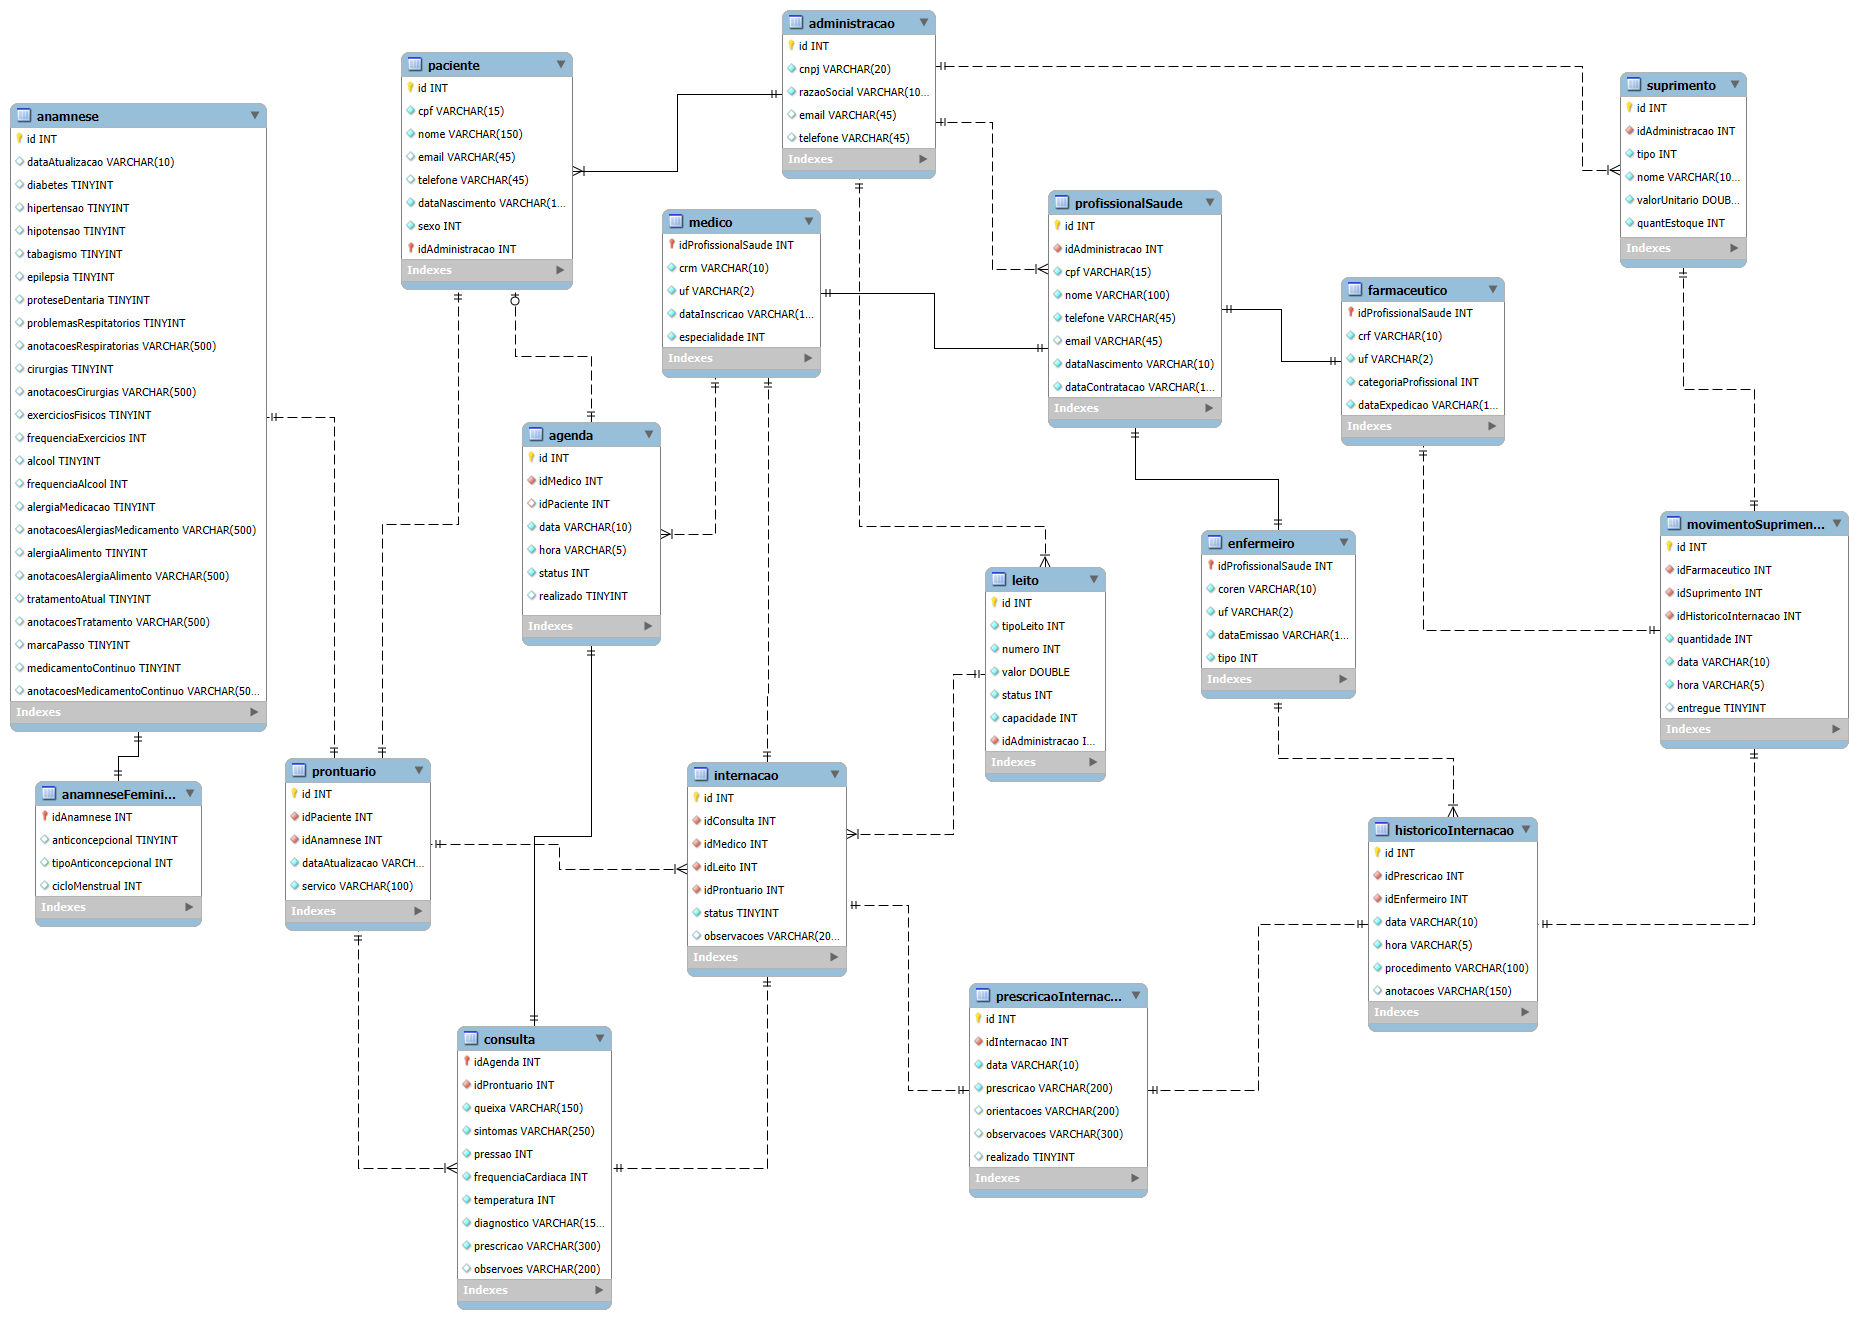 administracao
id INT
cnpj VARCHAR(20)
razaoSocial VARCHAR(10...
email VARCHAR(45)
telefone VARCHAR(45)
Indexes
paciente
id INT
cpf VARCHAR(15)
nome VARCHAR(150)
email VARCHAR(45)
telefone VARCHAR(45)
dataNascimento VARCHAR(1...
sexo INT
idAdministracao INT
Indexes
suprimento
id INT
idAdministracao INT
tipo INT
nome VARCHAR(10...
valorUnitario DOUB...
quantEstoque INT
Indexes
anamnese
id INT
dataAtualizacao VARCHAR(10)
diabetes TINYINT
hipertensao TINYINT
hipotensao TINYINT
tabagismo TINYINT
epilepsia TINYINT
proteseDentaria TINYINT
problemasRespitatorios TINYINT
anotacoesRespiratorias VARCHAR(500)
cirurgias TINYINT
anotacoesCirurgias VARCHAR(500)
exerciciosFisicos TINYINT
frequenciaExercicios INT
alcool TINYINT
frequenciaAlcool INT
alergiaMedicacao TINYINT
anotacoesAlergiasMedicamento VARCHAR(500)
alergiaAlimento TINYINT
anotacoesAlergiaAlimento VARCHAR(500)
tratamentoAtual TINYINT
anotacoesTratamento VARCHAR(500)
marcaPasso TINYINT
medicamentoContinuo TINYINT
anotacoesMedicamentoContinuo VARCHAR(50...
Indexes
medico
idProfissionalSaude INT
crm VARCHAR(10)
uf VARCHAR(2)
dataInscricao VARCHAR(1...
especialidade INT
Indexes
profissionalSaude
id INT
idAdministracao INT
cpf VARCHAR(15)
nome VARCHAR(100)
telefone VARCHAR(45)
email VARCHAR(45)
dataNascimento VARCHAR(10)
dataContratacao VARCHAR(1...
Indexes
farmaceutico
idProfissionalSaude INT
crf VARCHAR(10)
uf VARCHAR(2)
categoriaProfissional INT
dataExpedicao VARCHAR(1...
Indexes
agenda
id INT
idMedico INT
idPaciente INT
data VARCHAR(10)
hora VARCHAR(5)
status INT
realizado TINYINT
Indexes
leito
id INT
tipoLeito INT
numero INT
valor DOUBLE
status INT
capacidade INT
idAdministracao I...
Indexes
enfermeiro
idProfissionalSaude INT
coren VARCHAR(10)
uf VARCHAR(2)
dataEmissao VARCHAR(1...
tipo INT
Indexes
movimentoSuprimen...
id INT
idFarmaceutico INT
idSuprimento INT
idHistoricoInternacao INT
quantidade INT
data VARCHAR(10)
hora VARCHAR(5)
entregue TINYINT
Indexes
anamneseFemini...
idAnamnese INT
anticoncepcional TINYINT
tipoAnticoncepcional INT
cicloMenstrual INT
Indexes
prontuario
id INT
idPaciente INT
idAnamnese INT
dataAtualizacao VARCH...
servico VARCHAR(100)
Indexes
internacao
id INT
idConsulta INT
idMedico INT
idLeito INT
idProntuario INT
status TINYINT
observacoes VARCHAR(20...
Indexes
historicoInternacao
id INT
idPrescricao INT
idEnfermeiro INT
data VARCHAR(10)
hora VARCHAR(5)
procedimento VARCHAR(100)
anotacoes VARCHAR(150)
Indexes
prescricaoInternac...
id INT
idInternacao INT
data VARCHAR(10)
prescricao VARCHAR(200)
orientacoes VARCHAR(200)
observacoes VARCHAR(300)
realizado TINYINT
Indexes
consulta
idAgenda INT
idProntuario INT
queixa VARCHAR(150)
sintomas VARCHAR(250)
pressao INT
frequenciaCardiaca INT
temperatura INT
diagnostico VARCHAR(15...
prescricao VARCHAR(300)
observoes VARCHAR(200)
Indexes